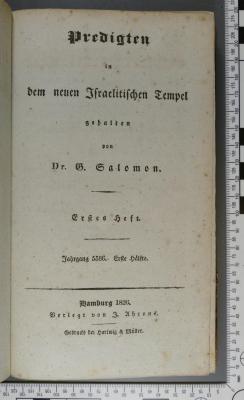 Predigten
in
dem neuen Israelitischen Tempel
gehalten
von
Dr. G. Salomon.
Erstes Heft.
Jahrgang 5586. Erste Hälfte.
Hamburg 1826.
Verlegt von J. Ahrons.
Gedruckt bei Hartwig & Müller.